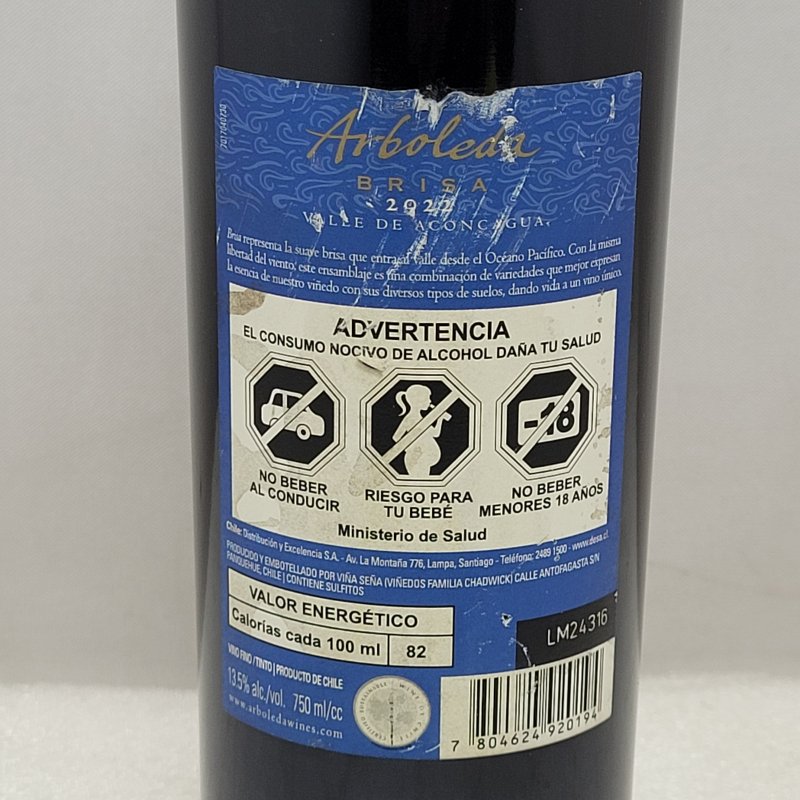 7017040730
Arboleda
BRISA
2022
VALLE DE ACONCAGUA
Brisa representa la suave brisa que entra al Valle desde el Océano Pacífico. Con la misma
libertad del viento, este ensamblaje es una combinación de variedades que mejor expresan
la esencia de nuestro viñedo con sus diversos tipos de suelos, dando vida a un vino único.
ADVERTENCIA
EL CONSUMO NOCIVO DE ALCOHOL DAÑA TU SALUD
-18
NO BEBER
AL CONDUCIR
RIESGO PARA
TU BEBÉ
NO BEBER
MENORES 18 AÑOS
Ministerio de Salud
Chile: Distribución y Excelencia S.A. - Av. La Montaña 776, Lampa, Santiago - Teléfono: 2489 1500 - www.desa.cl
PRODUCIDO Y EMBOTELLADO POR VIÑA SEÑA (VIÑEDOS FAMILIA CHADWICK) CALLE ANTOFAGASTA S/N
PANQUEHUE, CHILE | CONTIENE SULFITOS
VALOR ENERGÉTICO
Calorías cada 100 ml 82
LM24316
VINO FINO / TINTO | PRODUCTO DE CHILE
13.5% alc./vol. 750 ml/cc
www.arboledawines.com
7 804624 920194